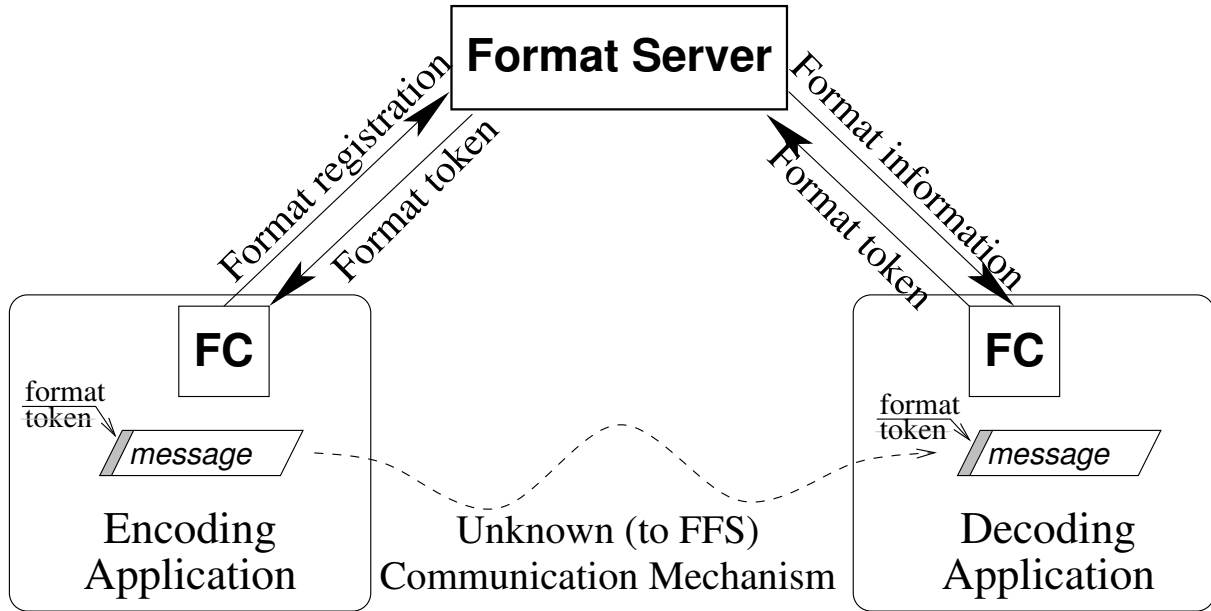 Format Server
Format registration
Format token
Format information
Format token
FC
FC
format
token
message
format
token
message
Encoding
Application
Unknown (to FFS)
Communication Mechanism
Decoding
Application